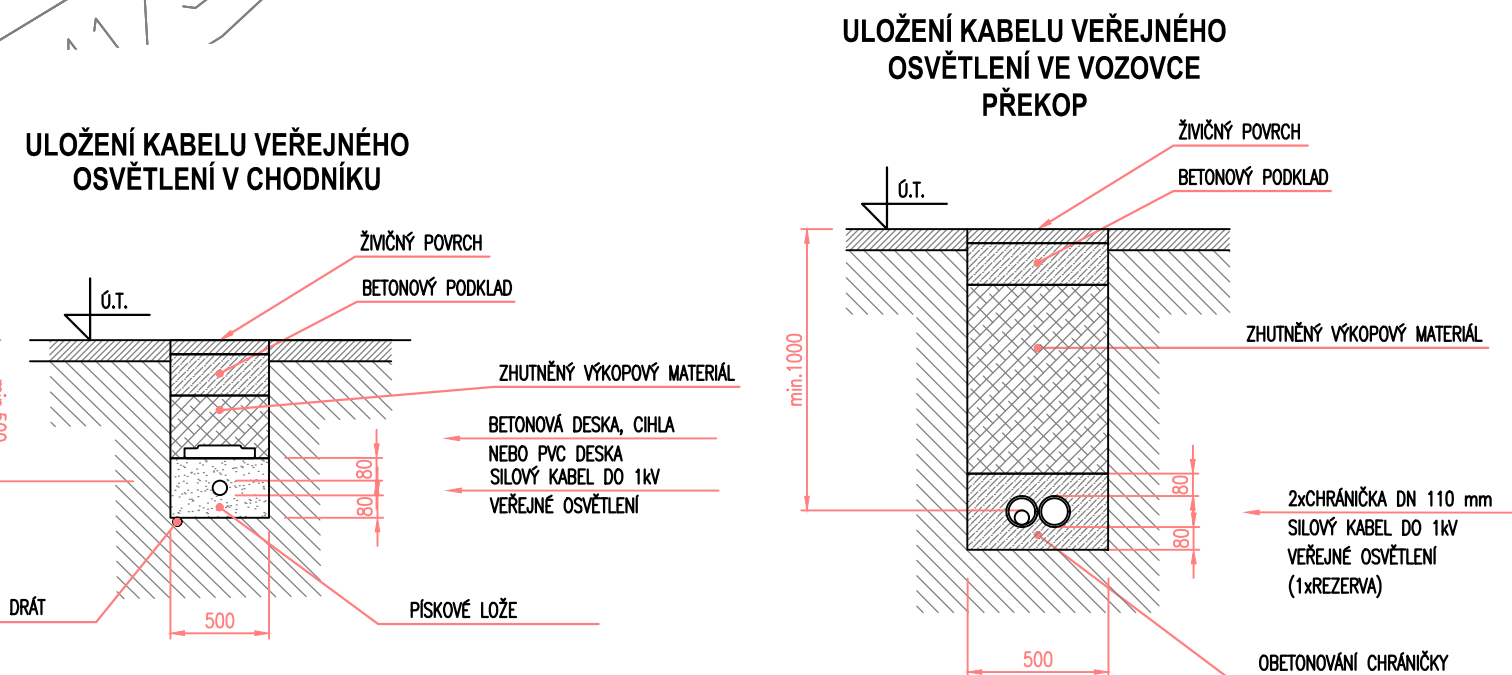 ULOŽENÍ KABELU VEŘEJNÉHO
OSVĚTLENÍ V CHODNÍKU
ŽIVIČNÝ POVRCH
BETONOVÝ PODKLAD
Ú.T.
ZHUTNĚNÝ VÝKOPOVÝ MATERIÁL
BETONOVÁ DESKA, CIHLA
NEBO PVC DESKA
SILOVÝ KABEL DO 1kV
VEŘEJNÉ OSVĚTLENÍ
80
80
DRÁT
500
PÍSKOVÉ LOŽE
ULOŽENÍ KABELU VEŘEJNÉHO
OSVĚTLENÍ VE VOZOVCE
PŘEKOP
ŽIVIČNÝ POVRCH
BETONOVÝ PODKLAD
Ú.T.
min.1000
ZHUTNĚNÝ VÝKOPOVÝ MATERIÁL
80
80
2xCHRÁNIČKA DN 110 mm
SILOVÝ KABEL DO 1kV
VEŘEJNÉ OSVĚTLENÍ
(1xREZERVA)
500
OBETONOVÁNÍ CHRÁNIČKY